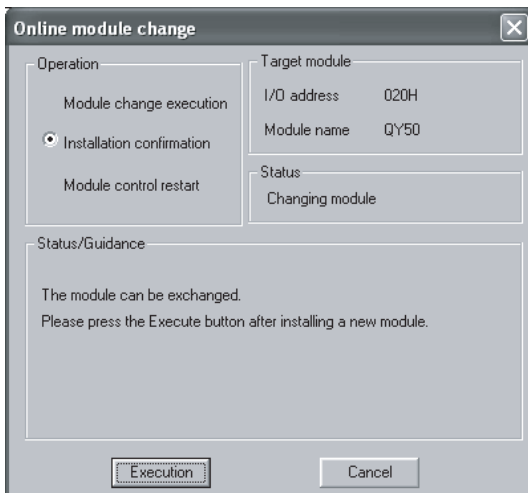 Online module change
Operation
Module change execution
Installation confirmation
Module control restart
Target module
I/O address 020H
Module name QY50
Status
Changing module
Status/Guidance
The module can be exchanged.
Please press the Execute button after installing a new module.
Execution
Cancel